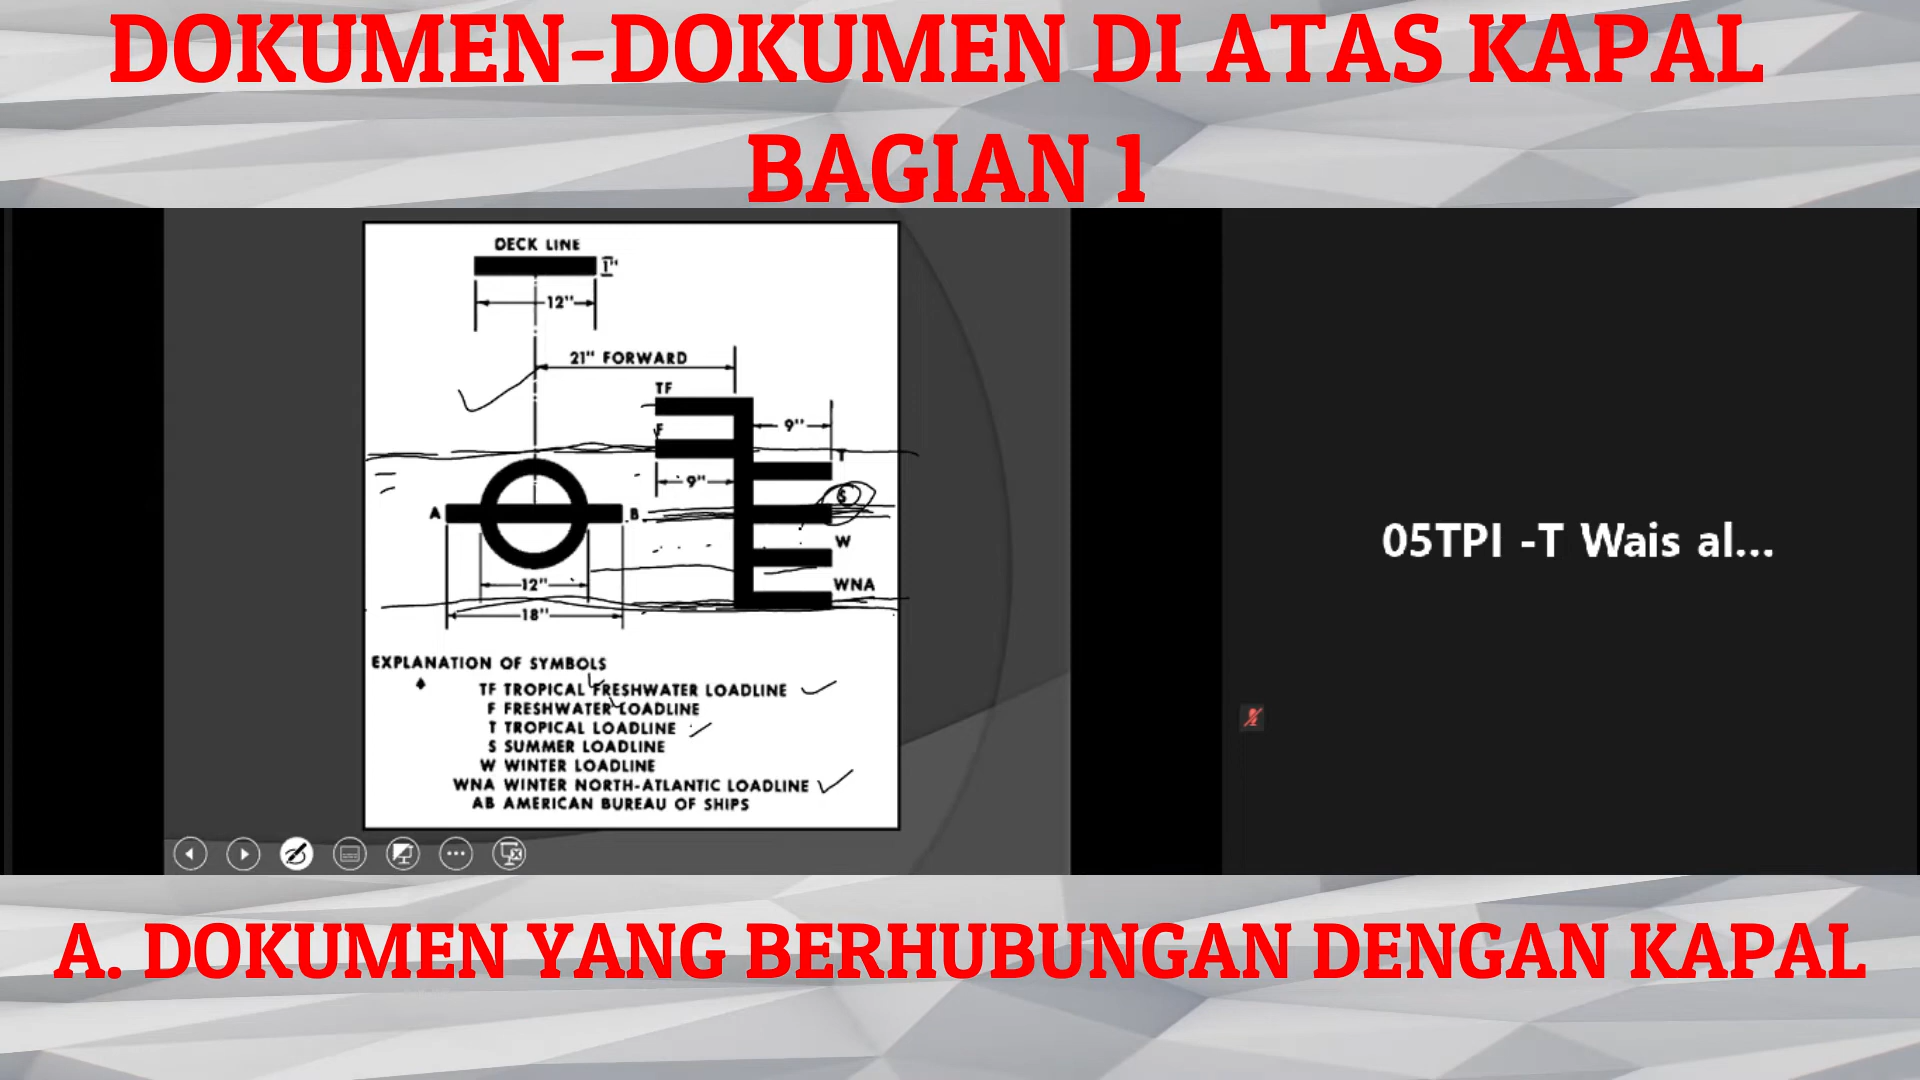 DOKUMEN-DOKUMEN DI ATAS KAPAL
BAGIAN 1
DECK LINE
1"
12"
21" FORWARD
TF
F
9"
T
9"
S
A
B
W
12"
WNA
18"
EXPLANATION OF SYMBOLS
TF TROPICAL FRESHWATER LOADLINE
F FRESHWATER LOADLINE
T TROPICAL LOADLINE
S SUMMER LOADLINE
W WINTER LOADLINE
WNA WINTER NORTH-ATLANTIC LOADLINE
AB AMERICAN BUREAU OF SHIPS
05TPI -T Wais al...
A. DOKUMEN YANG BERHUBUNGAN DENGAN KAPAL